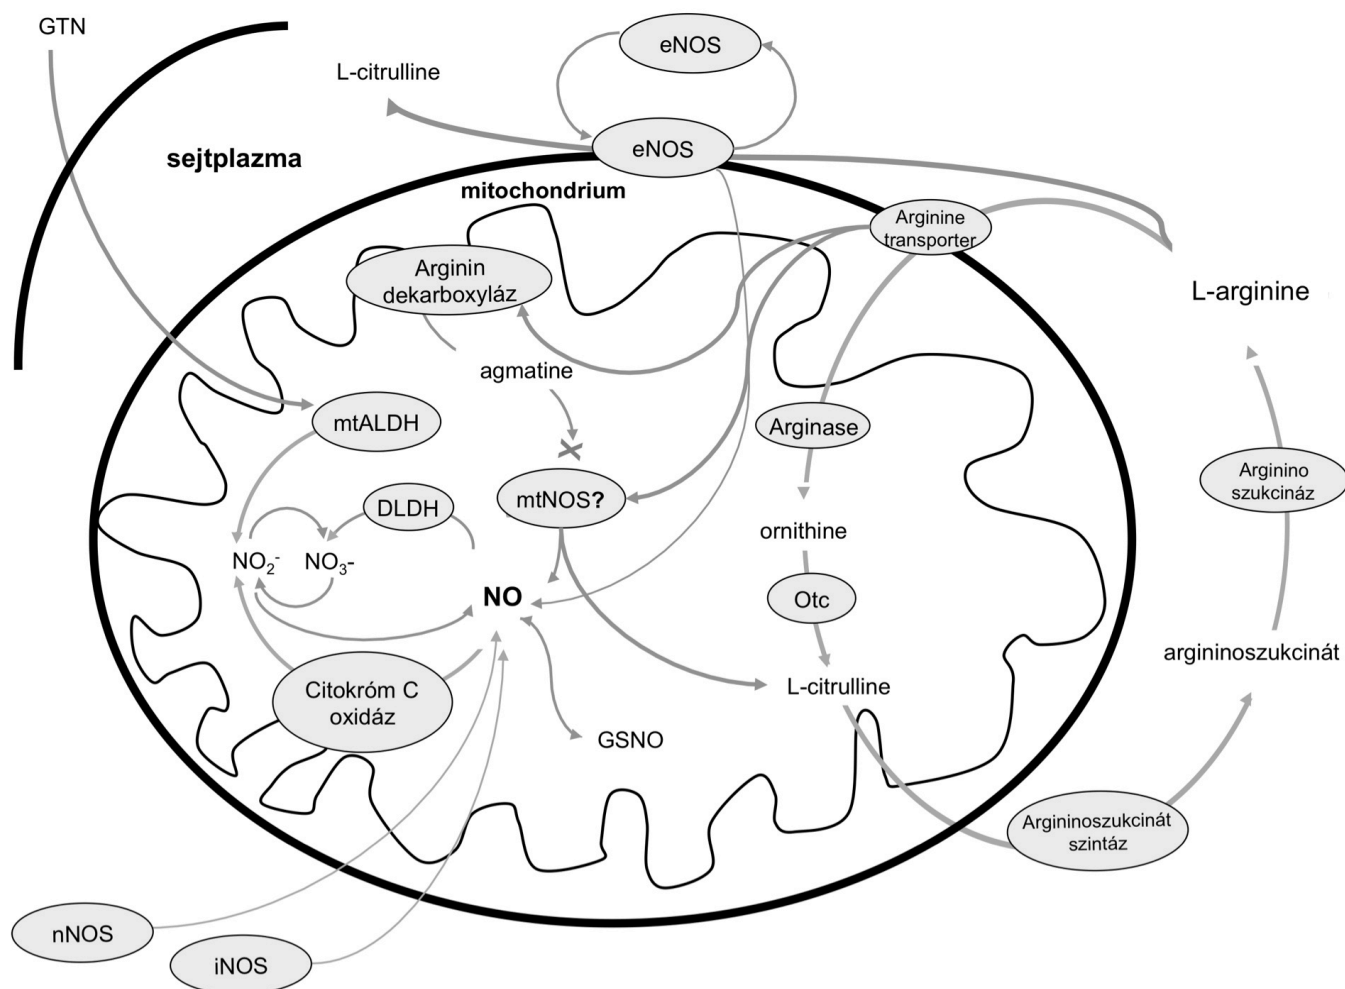 GTN
eNOS
L-citrulline
eNOS
sejtplazma
mitochondrium
Arginine
transporter
Arginin
dekarboxyláz
L-arginine
agmatine
mtALDH
Arginase
Arginino
szukcináz
X
mtNOS?
DLDH
ornithine
NO₂⁻
NO₃-
NO
Otc
argininoszukcinát
L-citrulline
Citokróm C
oxidáz
GSNO
Argininoszukcinát
szintáz
nNOS
iNOS